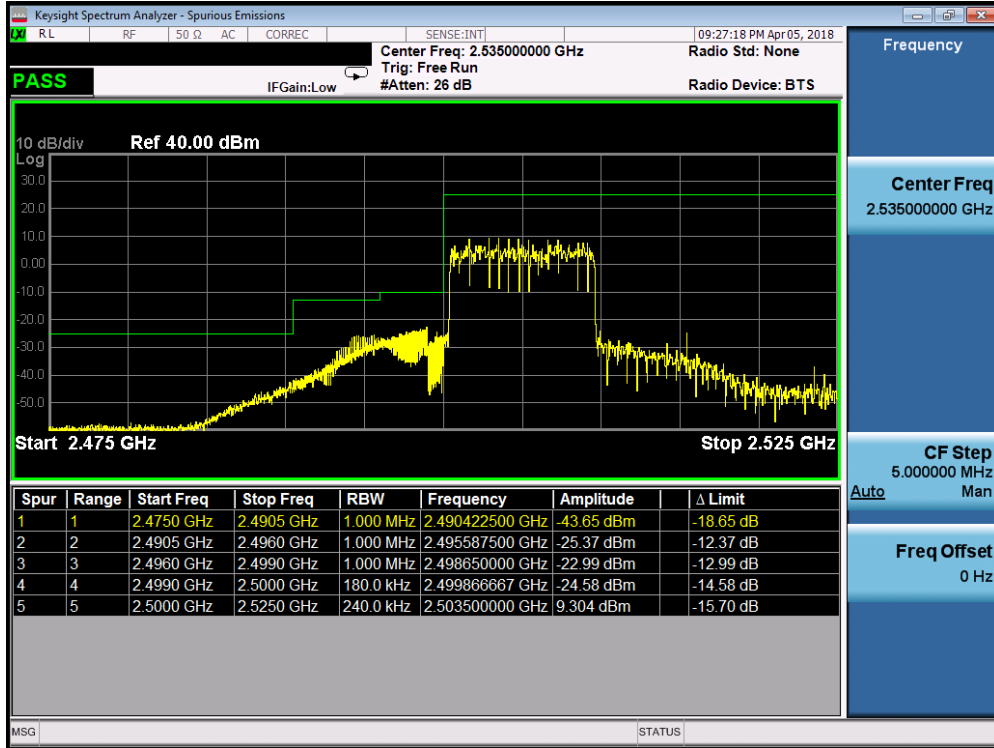 Keysight Spectrum Analyzer - Spurious Emissions
LXI RL RF 50 Ω AC CORREC SENSE:INT 09:27:18 PM Apr 05, 2018
Center Freq: 2.535000000 GHz Radio Std: None
Trig: Free Run
PASS IFGain:Low #Atten: 26 dB Radio Device: BTS
10 dB/div Ref 40.00 dBm
Log
30.0
20.0
10.0
0.00
-10.0
-20.0
-30.0
-40.0
-50.0
Start 2.475 GHz Stop 2.525 GHz
Spur Range Start Freq Stop Freq RBW Frequency Amplitude Δ Limit
1 1 2.4750 GHz 2.4905 GHz 1.000 MHz 2.490422500 GHz -43.65 dBm -18.65 dB
2 2 2.4905 GHz 2.4960 GHz 1.000 MHz 2.495587500 GHz -25.37 dBm -12.37 dB
3 3 2.4960 GHz 2.4990 GHz 1.000 MHz 2.498650000 GHz -22.99 dBm -12.99 dB
4 4 2.4990 GHz 2.5000 GHz 180.0 kHz 2.499866667 GHz -24.58 dBm -14.58 dB
5 5 2.5000 GHz 2.5250 GHz 240.0 kHz 2.503500000 GHz 9.304 dBm -15.70 dB
MSG STATUS
Frequency
Center Freq
2.535000000 GHz
CF Step
5.000000 MHz
Auto Man
Freq Offset
0 Hz